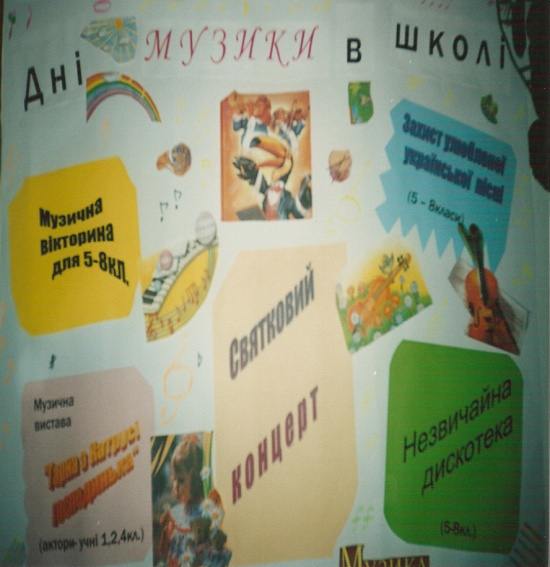 Дні МУЗИКИ в школі
Музична
вікторина
для 5-8кл.
Захист улюбленої
української пісні
(5 - 8класи)
Святковий
концерт
Музична
вистава
(актори- учні 1,2,4кл.)
Незвичайна
дискотека
(5-8кл.)
Музика